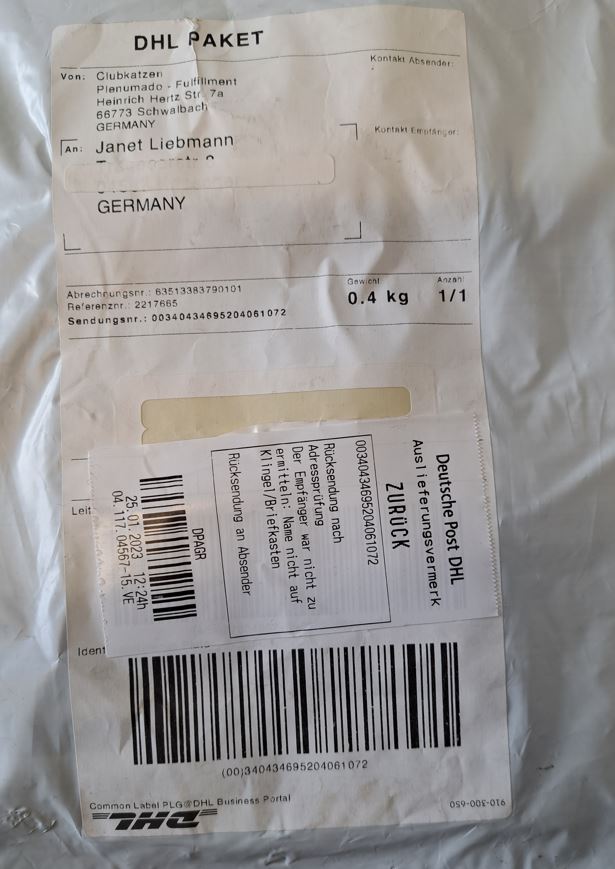 DHL PAKET
Von: Clubkatzen
Plenumado - Fulfillment
Heinrich Hertz Str. 7a
66773 Schwalbach
GERMANY
Kontakt Absender:
An: Janet Liebmann
GERMANY
Kontakt Empfänger:
Abrechnungsnr.: 63513383790101
Referenznr.: 2217665
Sendungsnr.: 00340434695204061072
Gewicht:
0.4 kg
Anzahl
1/1
Leit
Deutsche Post DHL
Auslieferungsvermerk
ZURÜCK
00340434695204061072
Rücksendung nach
Adressprüfung
Der Empfänger war nicht zu
ermitteln: Name nicht auf
Klingel/Briefkasten
Rücksendung an Absender
DPAGR
25.01.2023 12:24h
04.117.04567-15.VE
Ident
(00)340434695204061072
Common Label PLG@DHL Business Portal
910-300-650
DHL